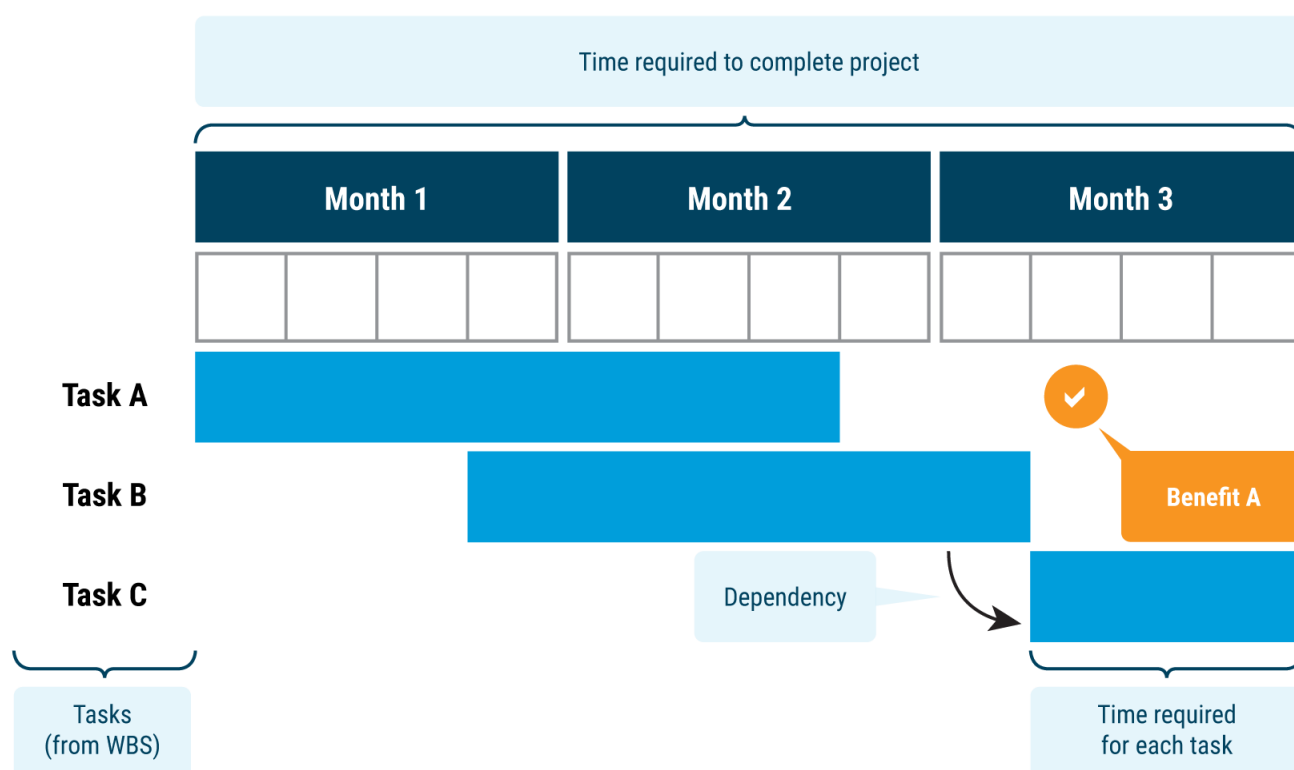 Time required to complete project
Month 1
Month 2
Month 3
Task A
Task B
Benefit A
Task C
Dependency
Tasks
(from WBS)
Time required
for each task